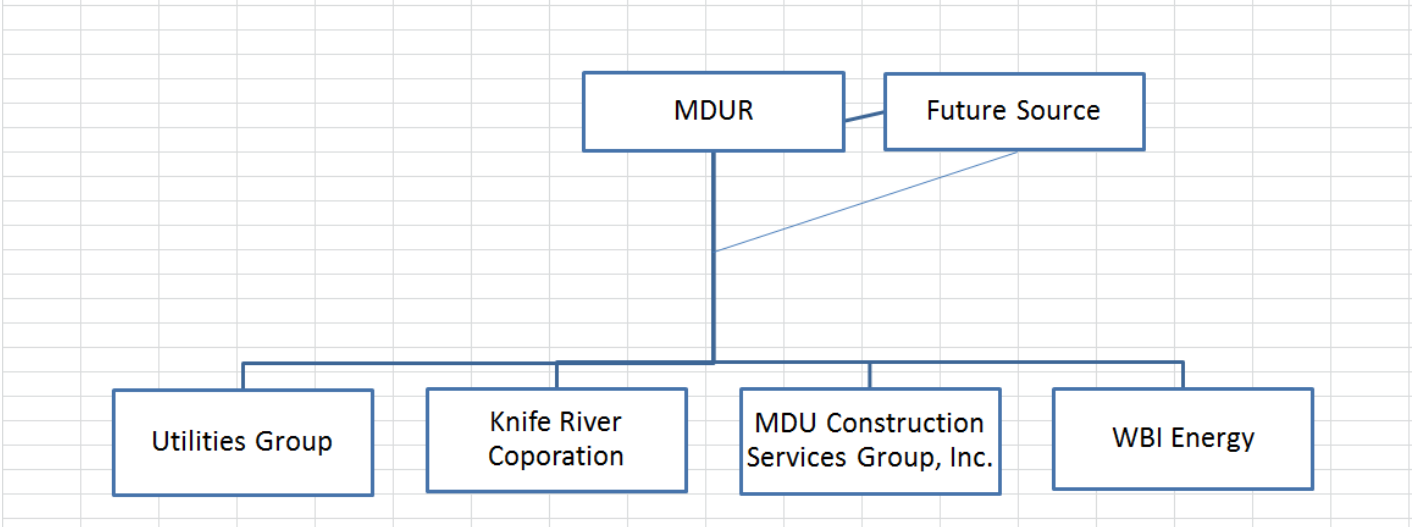 MDUR
Future Source
Utilities Group
Knife River
Coporation
MDU Construction
Services Group, Inc.
WBI Energy